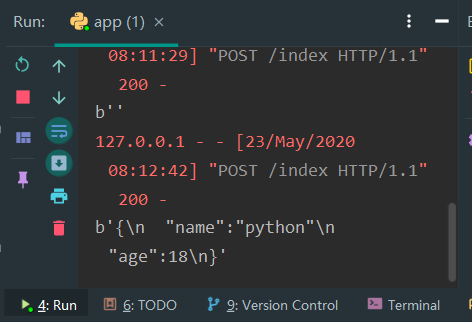 Run: app (1) ×
08:11:29] "POST /index HTTP/1.1"
200 -
b''
127.0.0.1 - - [23/May/2020
08:12:42] "POST /index HTTP/1.1"
200 -
b'{\n "name":"python"\n
"age":18\n}'
4: Run 6: TODO 9: Version Control Terminal